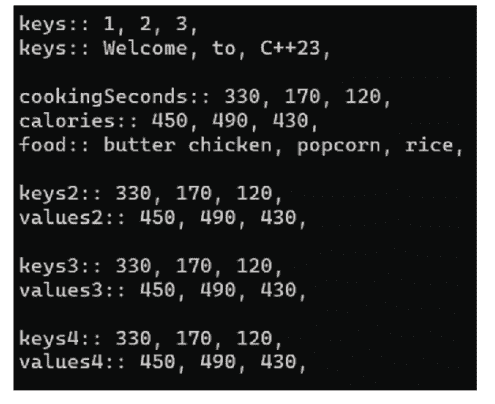 keys:: 1, 2, 3,
keys:: Welcome, to, C++23,
cookingSeconds:: 330, 170, 120,
calories:: 450, 490, 430,
food:: butter chicken, popcorn, rice,
keys2:: 330, 170, 120,
values2:: 450, 490, 430,
keys3:: 330, 170, 120,
values3:: 450, 490, 430,
keys4:: 330, 170, 120,
values4:: 450, 490, 430,